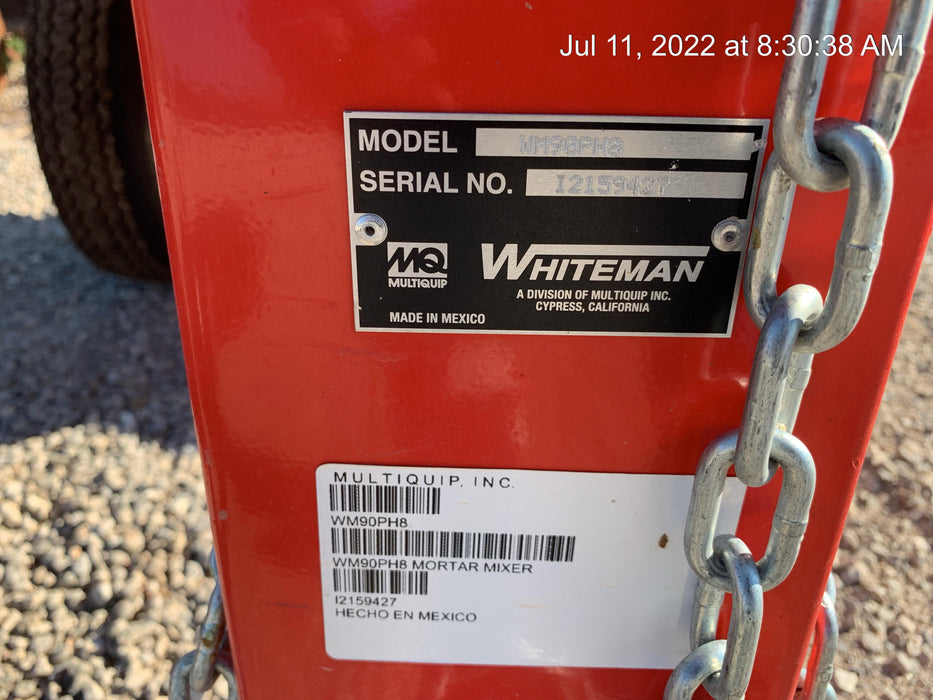 Jul 11, 2022 at 8:30:38 AM
MODEL WM90PH8
SERIAL NO. I2159427
MQ
MULTIQUIP
WHITEMAN
A DIVISION OF MULTIQUIP INC.
CYPRESS, CALIFORNIA
MADE IN MEXICO
MULTIQUIP, INC.
WM90PH8
WM90PH8 MORTAR MIXER
I2159427
HECHO EN MEXICO